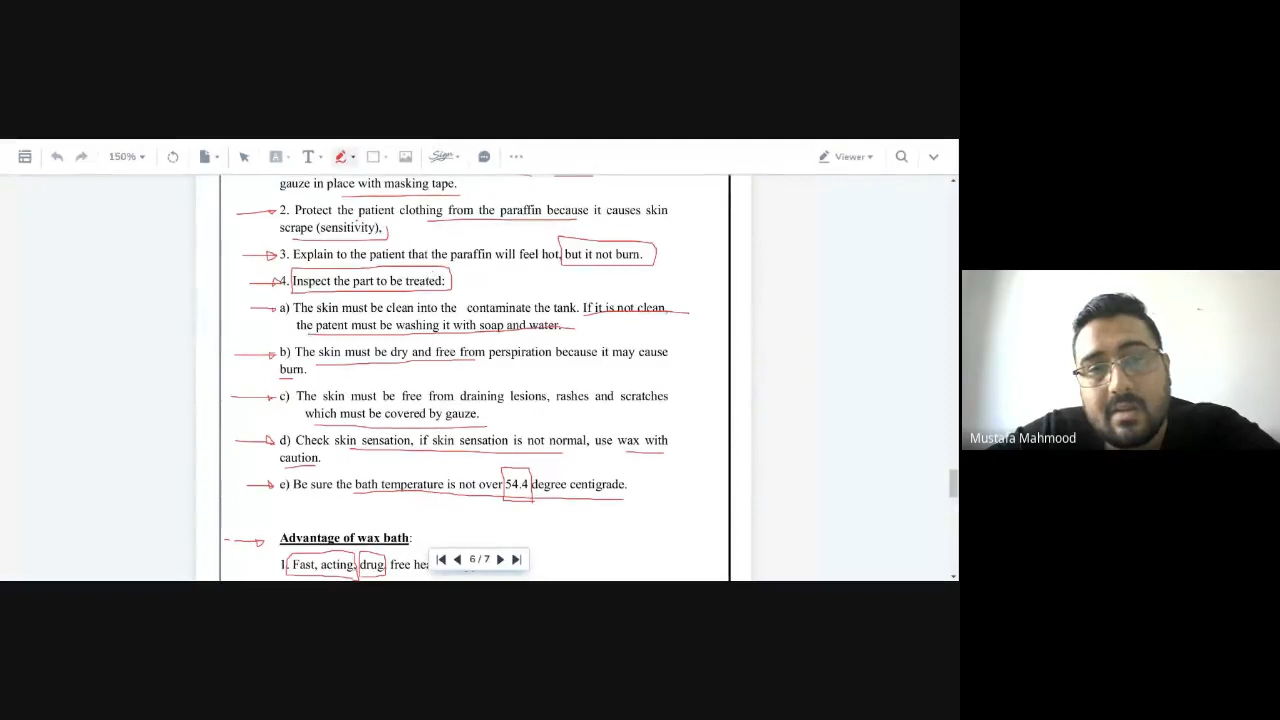 150%
T
Sign
Viewer
gauze in place with masking tape.
2. Protect the patient clothing from the paraffin because it causes skin
scrape (sensitivity),
3. Explain to the patient that the paraffin will feel hot, but it not burn.
4. Inspect the part to be treated:
a) The skin must be clean into the contaminate the tank. If it is not clean,
the patent must be washing it with soap and water.
b) The skin must be dry and free from perspiration because it may cause
burn.
c) The skin must be free from draining lesions, rashes and scratches
which must be covered by gauze.
d) Check skin sensation, if skin sensation is not normal, use wax with
caution.
e) Be sure the bath temperature is not over 54.4 degree centigrade.
Advantage of wax bath:
1. Fast, acting, drug, free
6 / 7
Mustafa Mahmood